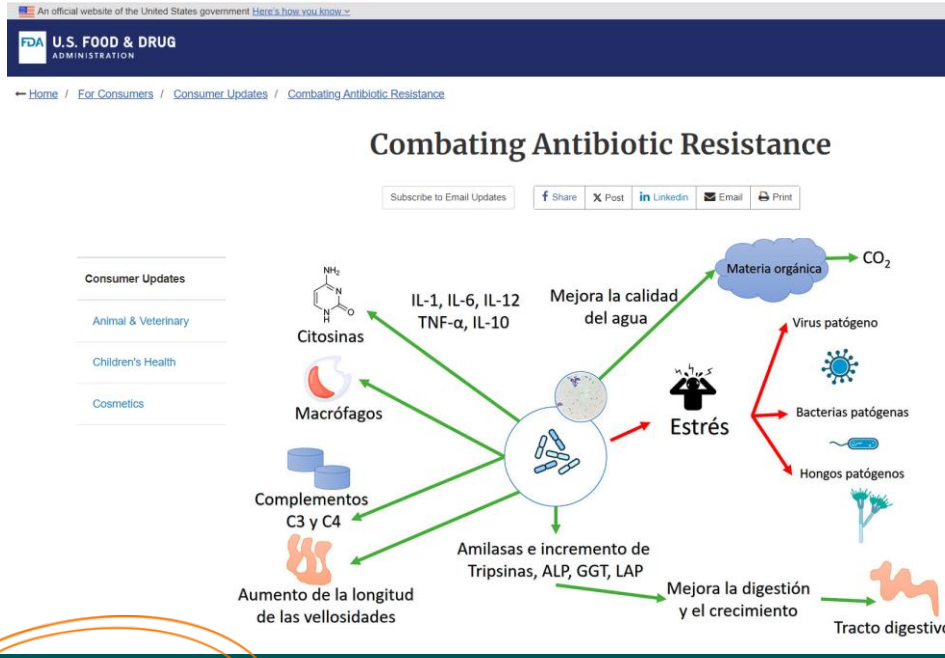 An official website of the United States government Here's how you know
FDA U.S. FOOD & DRUG
ADMINISTRATION
Home / For Consumers / Consumer Updates / Combating Antibiotic Resistance
Combating Antibiotic Resistance
Subscribe to Email Updates
f Share
X Post
in Linkedin
Email
Print
Consumer Updates
Animal & Veterinary
Children's Health
Cosmetics
NH2
N
N
H
O
Citosinas
IL-1, IL-6, IL-12
TNF-α, IL-10
Macrófagos
Complementos
C3 y C4
Aumento de la longitud
de las vellosidades
Mejora la calidad
del agua
Materia orgánica
CO2
Estrés
Virus patógeno
Bacterias patógenas
Hongos patógenos
Amilasas e incremento de
Tripsinas, ALP, GGT, LAP
Mejora la digestión
y el crecimiento
Tracto digestivo